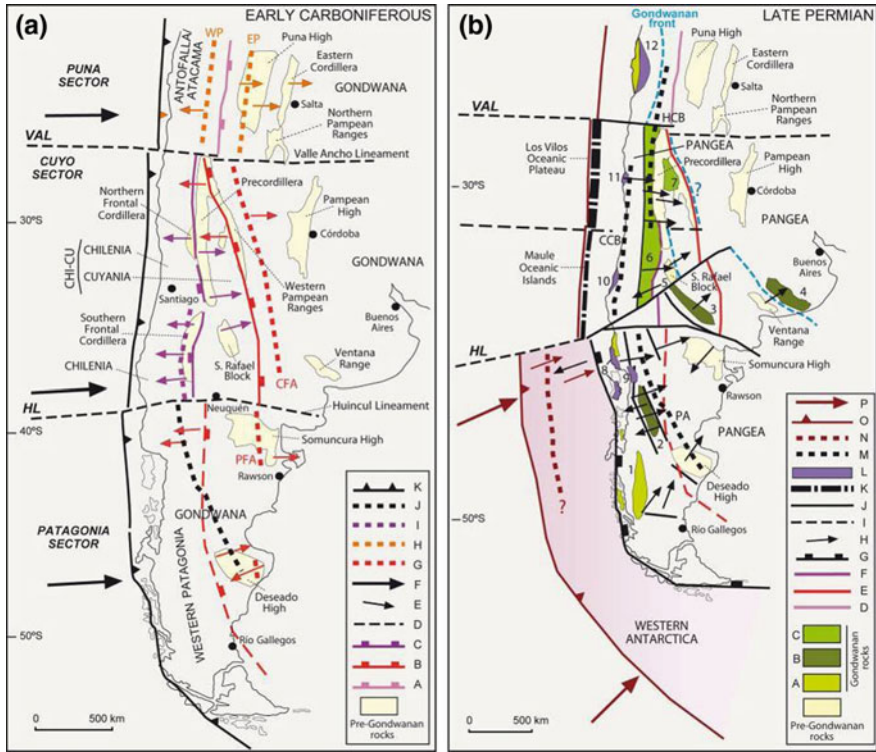 (a)
EARLY CARBONIFEROUS
WP
EP
Puna High
PUNA
SECTOR
ANTOFALLA/
ATACAMA
Eastern
Cordillera
GONDWANA
Salta
Northern
Pampean
Ranges
VAL
Valle Ancho Lineament
CUYO
SECTOR
Precordillera
Northern
Frontal
Cordillera
30°S
Pampean
High
Córdoba
CHI-CU
CHILENIA
CUYANIA
GONDWANA
Santiago
Western
Pampean
Ranges
Buenos
Aires
Southern
Frontal
Cordillera
CHILENIA
S. Rafael
Block
Ventana
Range
CFA
HL
Neuquén
Huincul Lineament
40°S
Somuncura High
PFA
Rawson
GONDWANA
PATAGONIA
SECTOR
WESTERN PATAGONIA
Deseado
High
50°S
Río Gallegos
0 500 km
K
J
I
H
G
F
E
D
C
B
A
Pre-Gondwanan
rocks
(b)
Gondwanan
front
LATE PERMIAN
12
Puna High
Eastern
Cordillera
Salta
Northern
Pampean
Ranges
VAL
HCB
Los Vilos
Oceanic
Plateau
PANGEA
Precordillera
30°S
11
7
?
Pampean
High
Córdoba
PANGEA
CCB
Maule
Oceanic
Islands
6
10
5
S. Rafael
Block
3
4
Buenos
Aires
Ventana
Range
HL
8
9
Somuncura High
Rawson
PA
2
PANGEA
1
Deseado
High
?
50°S
Río Gallegos
WESTERN
ANTARCTICA
0 500 km
P
O
N
M
L
K
J
I
H
G
F
E
D
C
B
A
Gondwanan
rocks
Pre-Gondwanan
rocks